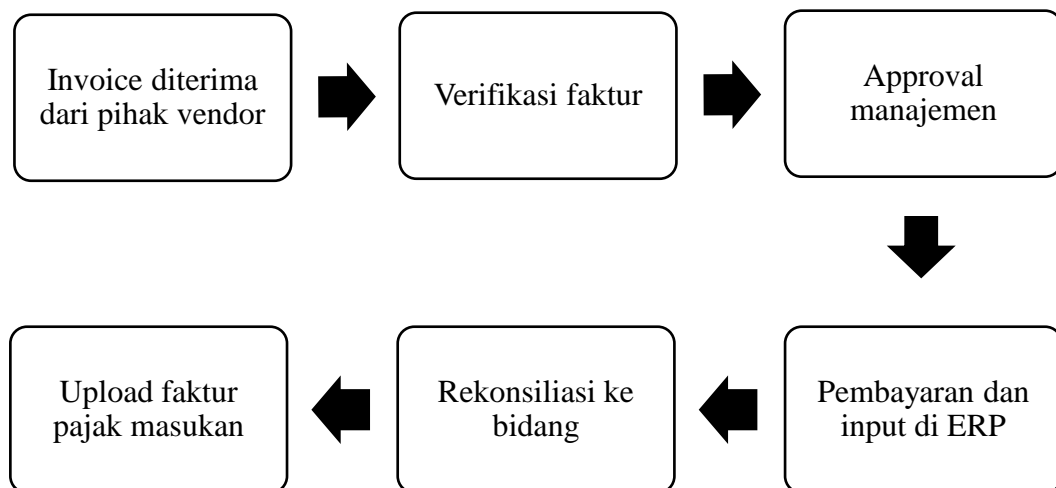 Invoice diterima
dari pihak vendor
Verifikasi faktur
Approval
manajemen
Pembayaran dan
input di ERP
Rekonsiliasi ke
bidang
Upload faktur
pajak masukan